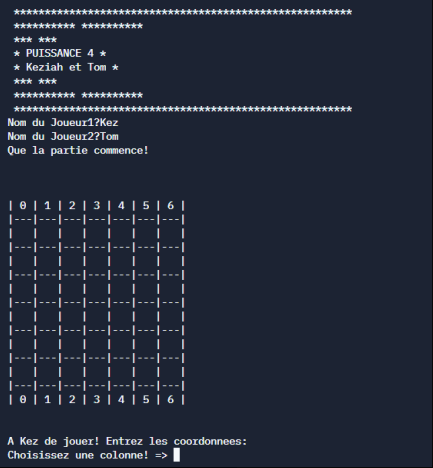 *******************************************************
********** **********
*** ***
* PUISSANCE 4 *
* Keziah et Tom *
*** ***
********** **********
*******************************************************
Nom du Joueur1?Kez
Nom du Joueur2?Tom
Que la partie commence!
| 0 | 1 | 2 | 3 | 4 | 5 | 6 |
|---|---|---|---|---|---|---|
|   |   |   |   |   |   |   |
|---|---|---|---|---|---|---|
|   |   |   |   |   |   |   |
|---|---|---|---|---|---|---|
|   |   |   |   |   |   |   |
|---|---|---|---|---|---|---|
|   |   |   |   |   |   |   |
|---|---|---|---|---|---|---|
|   |   |   |   |   |   |   |
|---|---|---|---|---|---|---|
|   |   |   |   |   |   |   |
|---|---|---|---|---|---|---|
| 0 | 1 | 2 | 3 | 4 | 5 | 6 |
A Kez de jouer! Entrez les coordonnees:
Choisissez une colonne! =>